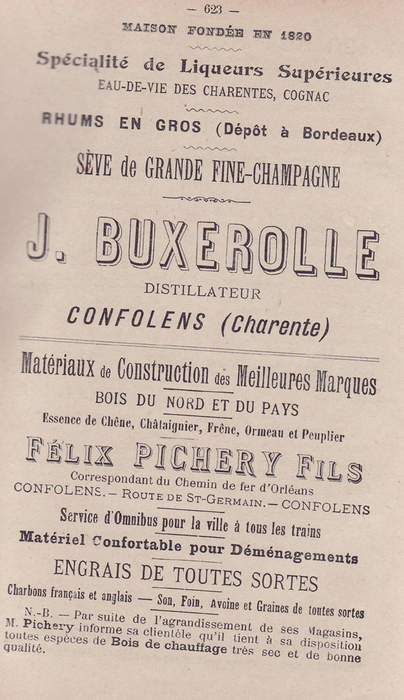 — 623 —
MAISON FONDÉE EN 1820
Spécialité de Liqueurs Supérieures
EAU-DE-VIE DES CHARENTES, COGNAC
RHUMS EN GROS (Dépôt à Bordeaux)
SÈVE de GRANDE FINE-CHAMPAGNE
J. BUXEROLLE
DISTILLATEUR
CONFOLENS (Charente)
Matériaux de Construction des Meilleures Marques
BOIS DU NORD ET DU PAYS
Essence de Chêne, Châtaignier, Frêne, Ormeau et Peuplier
FÉLIX PICHERY FILS
Correspondant du Chemin de fer d'Orléans
CONFOLENS. — ROUTE DE ST-GERMAIN. — CONFOLENS
Service d'Omnibus pour la ville à tous les trains
Matériel Confortable pour Déménagements
ENGRAIS DE TOUTES SORTES
Charbons français et anglais — Son, Foin, Avoine et Graines de toutes sortes
N.-B. — Par suite de l'agrandissement de ses Magasins,
M. Pichery informe sa clientèle qu'il tient à sa disposition
toutes espèces de Bois de chauffage très sec et de bonne
qualité.